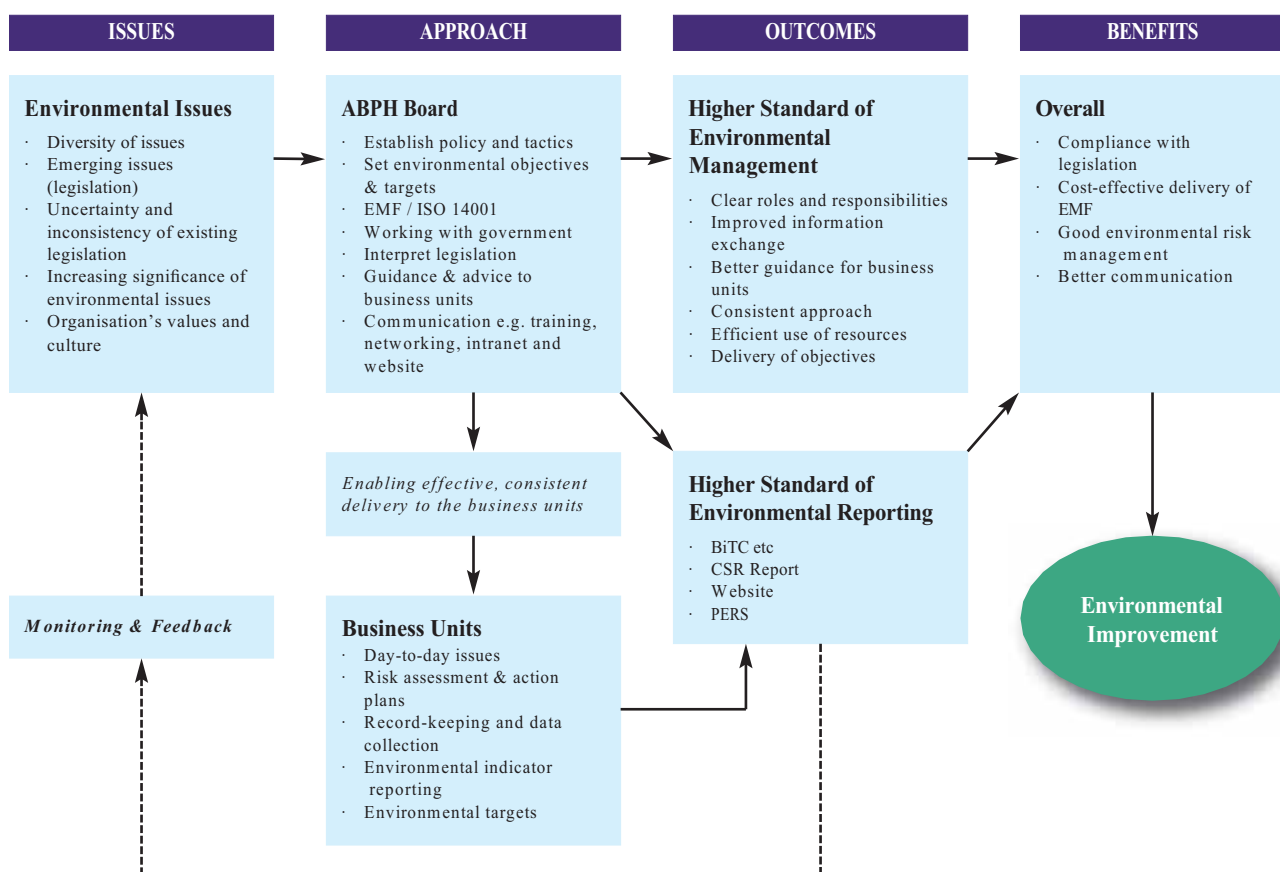 ISSUES
APPROACH
OUTCOMES
BENEFITS
Environmental Issues
· Diversity of issues
· Emerging issues
(legislation)
· Uncertainty and
inconsistency of existing
legislation
· Increasing significance of
environmental issues
· Organisation's values and
culture
ABPH Board
· Establish policy and tactics
· Set environmental objectives
& targets
· EMF / ISO 14001
· Working with government
· Interpret legislation
· Guidance & advice to
business units
· Communication e.g. training,
networking, intranet and
website
Higher Standard of
Environmental
Management
· Clear roles and responsibilities
· Improved information
exchange
· Better guidance for business
units
· Consistent approach
· Efficient use of resources
· Delivery of objectives
Overall
· Compliance with
legislation
· Cost-effective delivery of
EMF
· Good environmental risk
management
· Better communication
Enabling effective, consistent
delivery to the business units
Higher Standard of
Environmental Reporting
· BiTC etc
· CSR Report
· Website
· PERS
Monitoring & Feedback
Business Units
· Day-to-day issues
· Risk assessment & action
plans
· Record-keeping and data
collection
· Environmental indicator
reporting
· Environmental targets
Environmental
Improvement